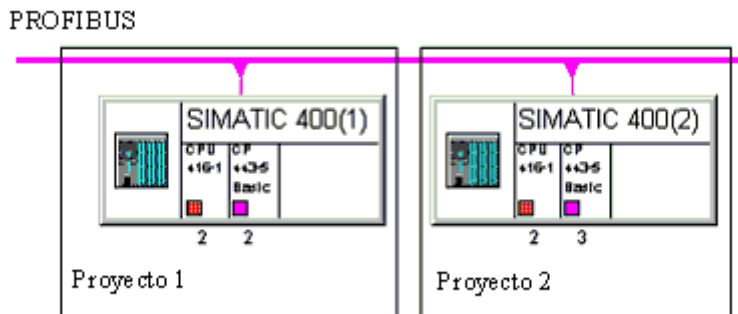 PROFIBUS
SIMATIC 400(1)
CPU 416-1
CP 443-5 Basic
2 2
Proyecto 1
SIMATIC 400(2)
CPU 416-1
CP 443-5 Basic
2 3
Proyecto 2